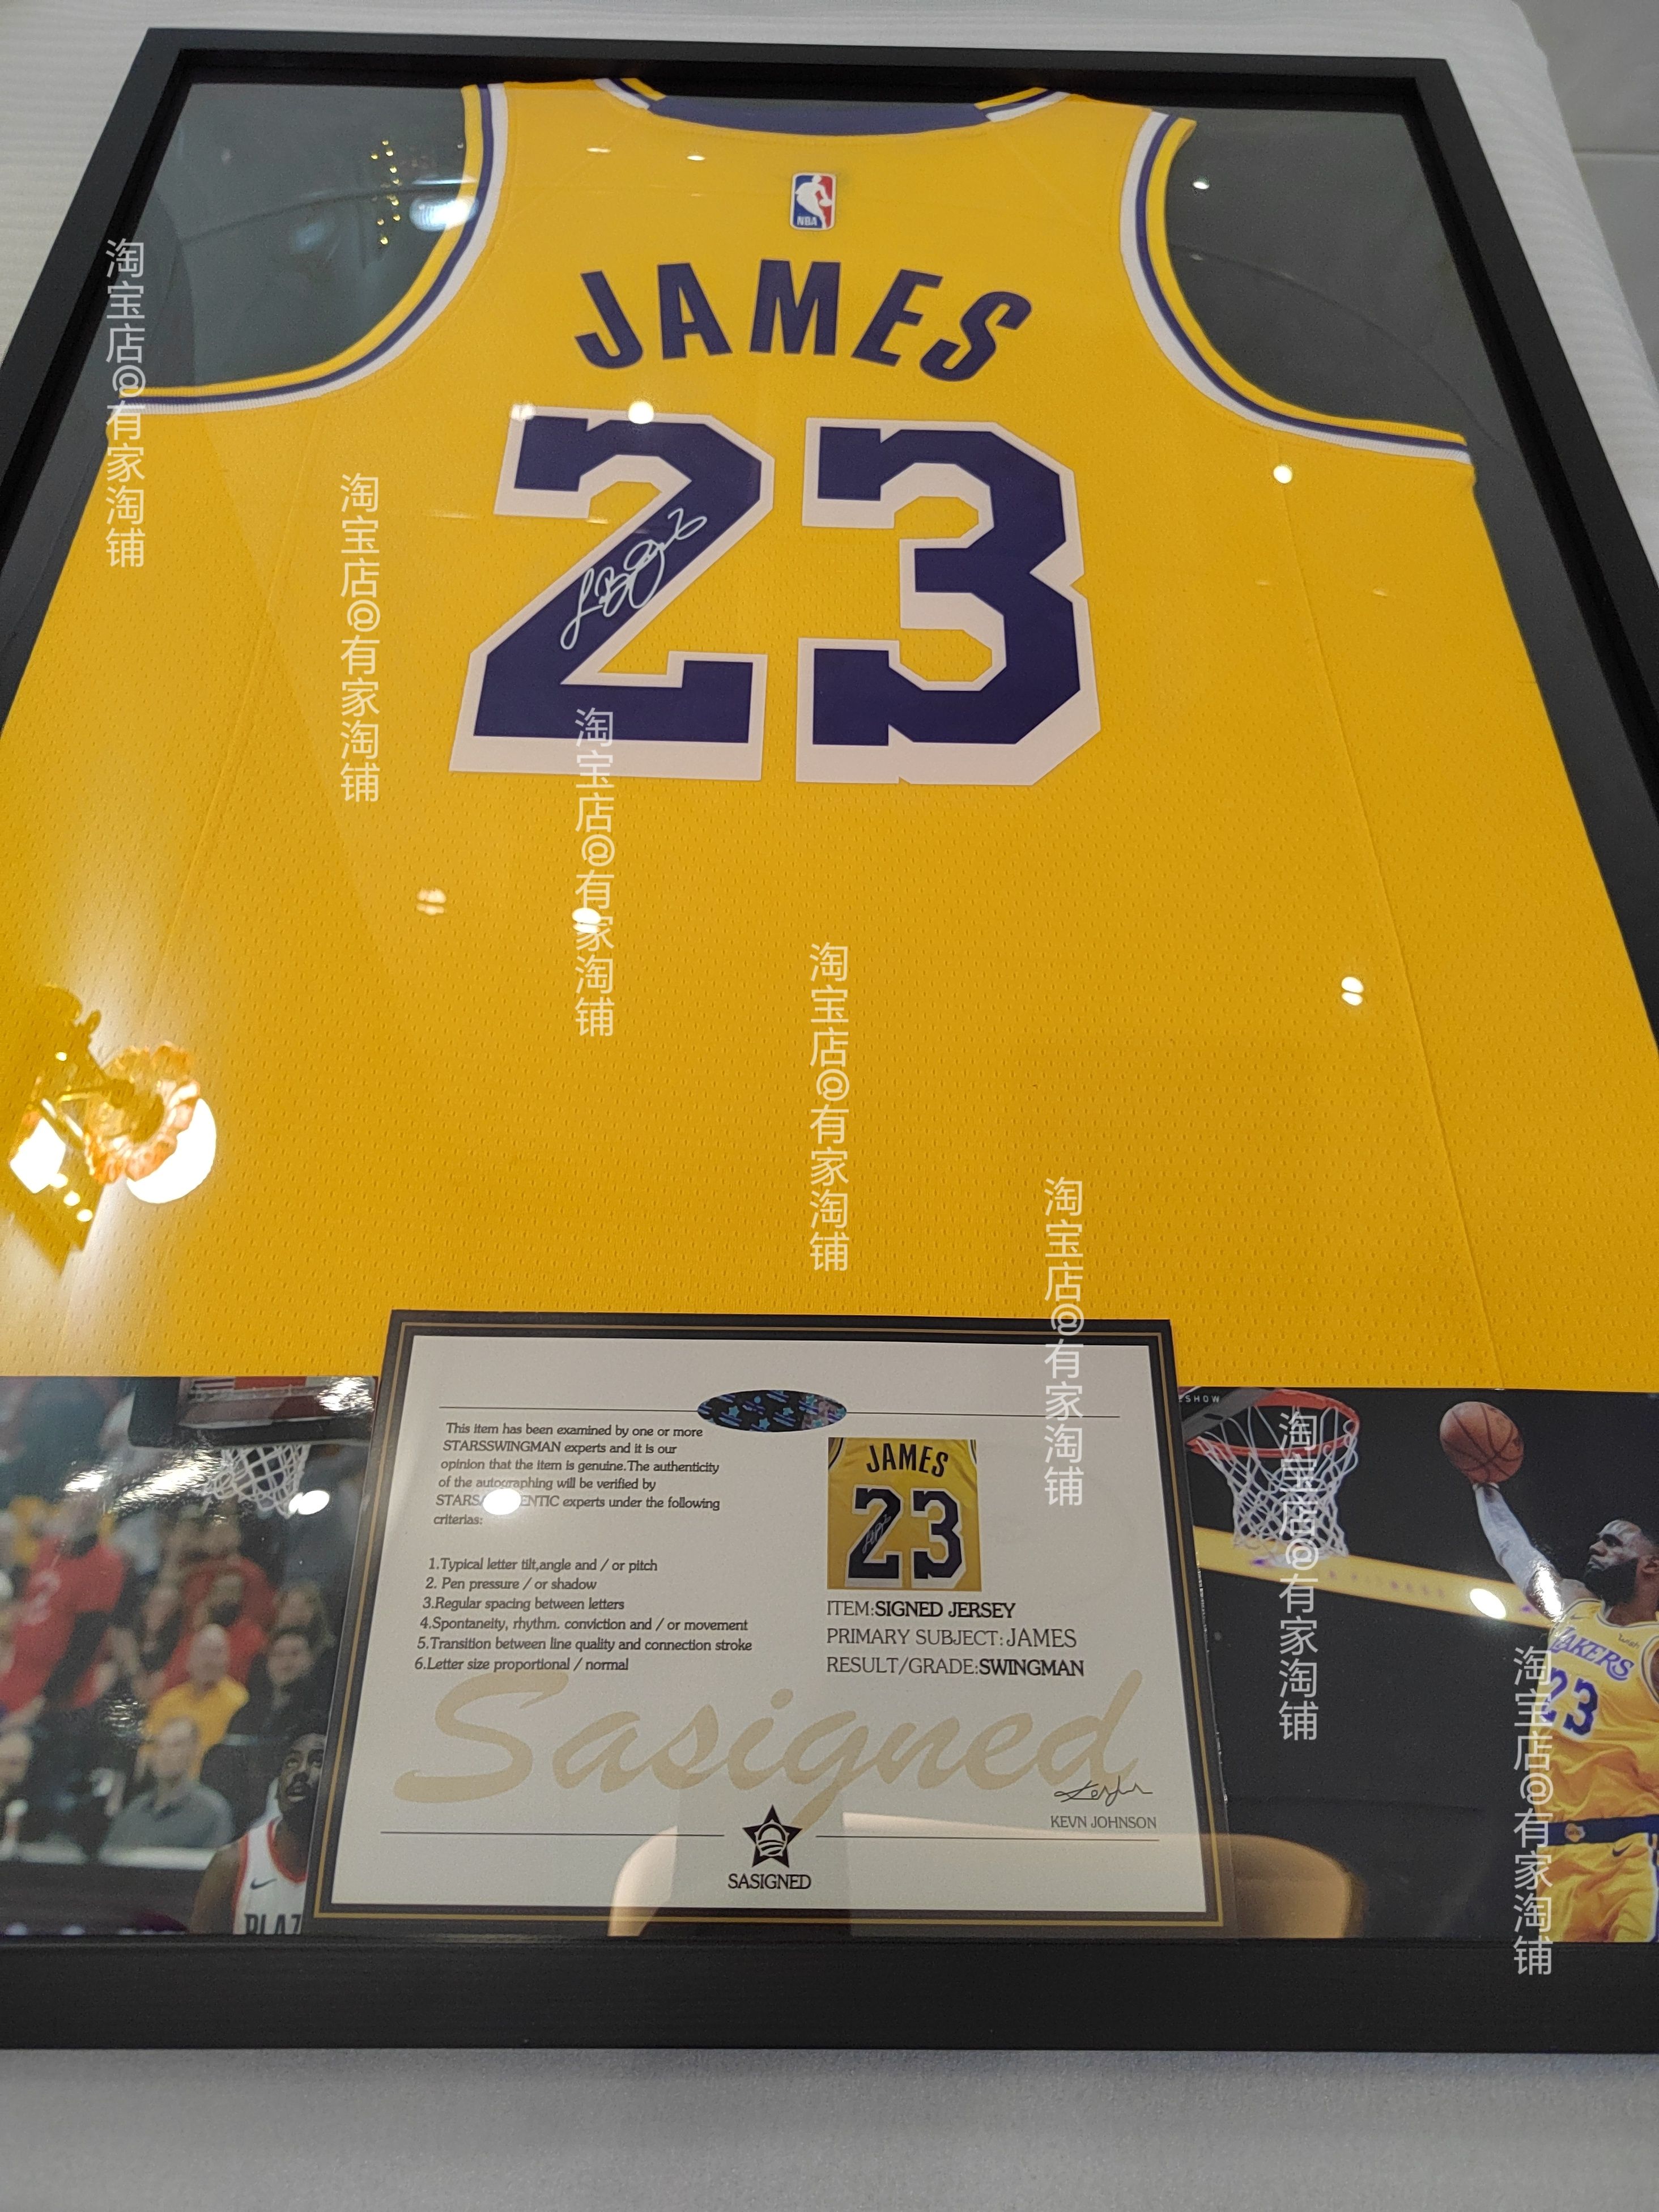 NBA
JAMES
23
淘宝店@有家淘铺
淘宝店@有家淘铺
淘宝店@有家淘铺
淘宝店@有家淘铺
淘宝店@有家淘铺
淘宝店@有家淘铺
淘宝店@有家淘铺
This item has been examined by one or more
STARSSWINGMAN experts and it is our
opinion that the item is genuine.The authenticity
of the autographing will be verified by
experts under the following
criterias:
1.Typical letter tilt,angle and / or pitch
2. Pen pressure / or shadow
3.Regular spacing between letters
4.Spontaneity, rhythm. conviction and / or movement
5.Transition between line quality and connection stroke
6.Letter size proportional / normal
JAMES
23
ITEM:SIGNED JERSEY
PRIMARY SUBJECT:JAMES
RESULT/GRADE:SWINGMAN
Sasigned
KEVN JOHNSON
SASIGNED
LAKERS
23